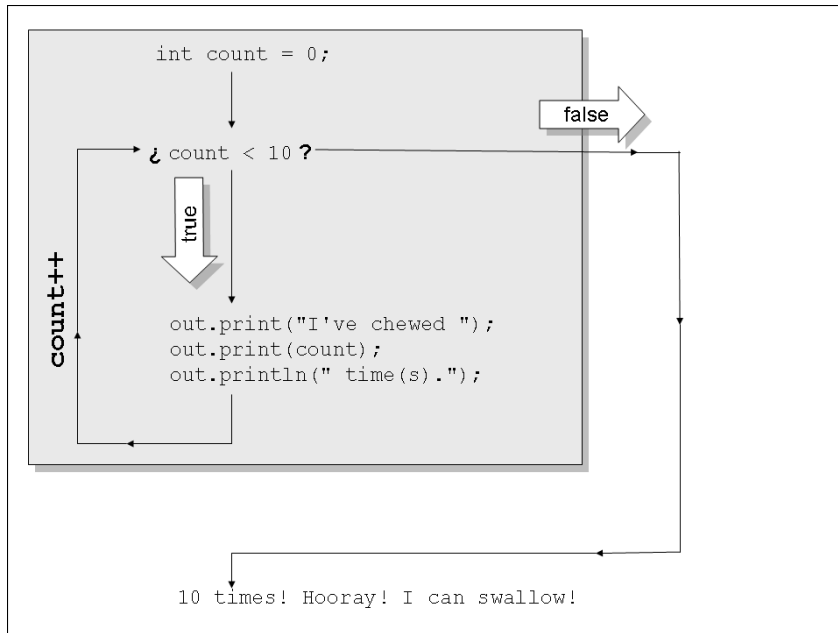 int count = 0;
false
¿ count < 10 ?
true
count++
out.print("I've chewed ");
out.print(count);
out.println(" time(s).");
10 times! Hooray! I can swallow!